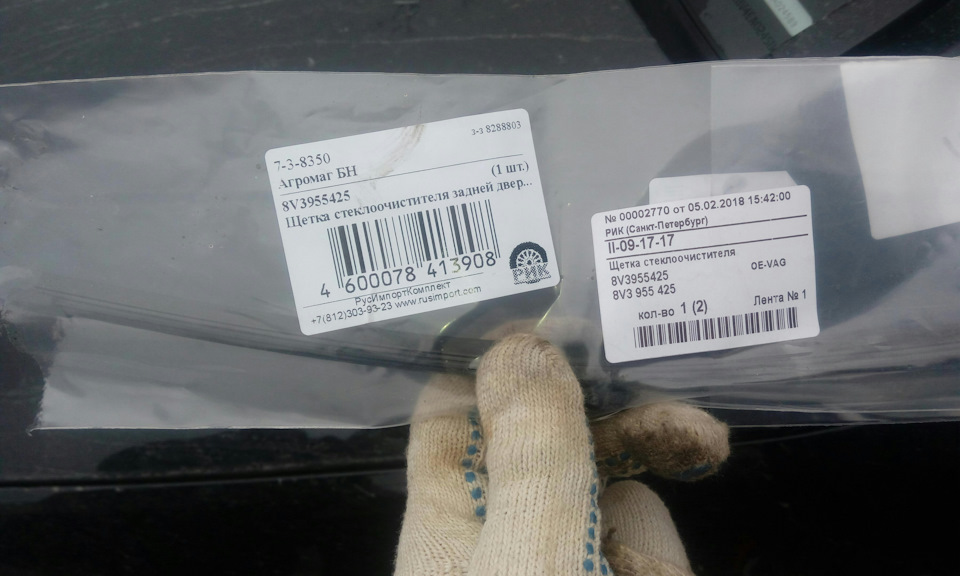 7-3-8350
з-з 8288803
Агромаг БН
(1 шт.)
8V3955425
Щетка стеклоочистителя задней двер...
4 600078 413908
РИК
РусИмпортКомплект
+7(812)303-93-23 www.rusimport.com
№ 00002770 от 05.02.2018 15:42:00
РИК (Санкт-Петербург)
II-09-17-17
Щетка стеклоочистителя
8V3955425
OE-VAG
8V3 955 425
кол-во 1 (2)
Лента № 1